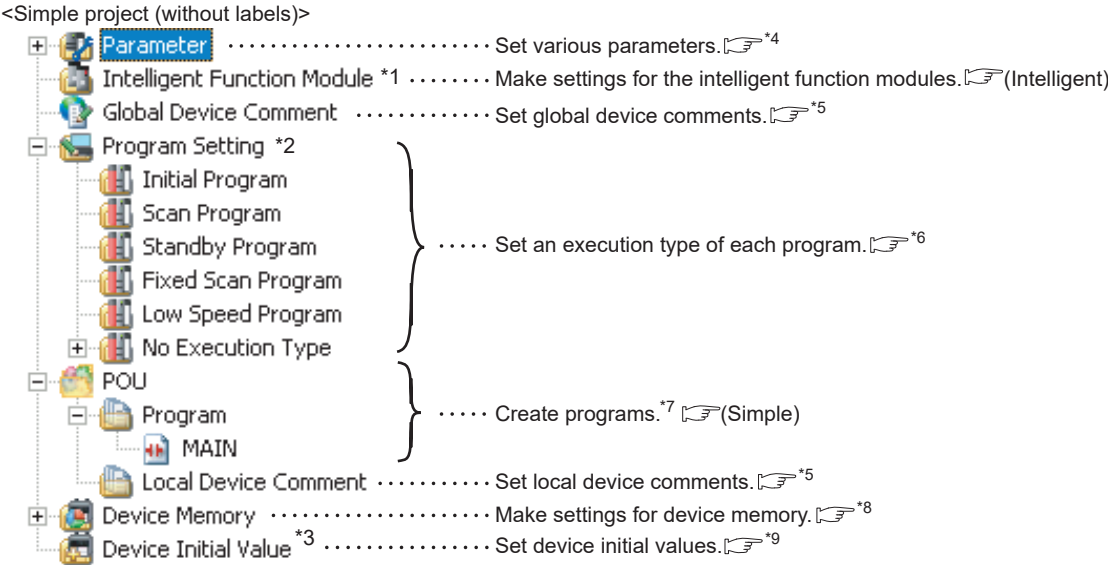 <Simple project (without labels)>
Parameter ························ Set various parameters. *4
Intelligent Function Module *1 ········ Make settings for the intelligent function modules. (Intelligent)
Global Device Comment ············· Set global device comments. *5
Program Setting *2
Initial Program
Scan Program
Standby Program ····· Set an execution type of each program. *6
Fixed Scan Program
Low Speed Program
No Execution Type
POU
Program ····· Create programs.*7 (Simple)
MAIN
Local Device Comment ··········· Set local device comments. *5
Device Memory ····················· Make settings for device memory. *8
Device Initial Value *3 ················ Set device initial values. *9